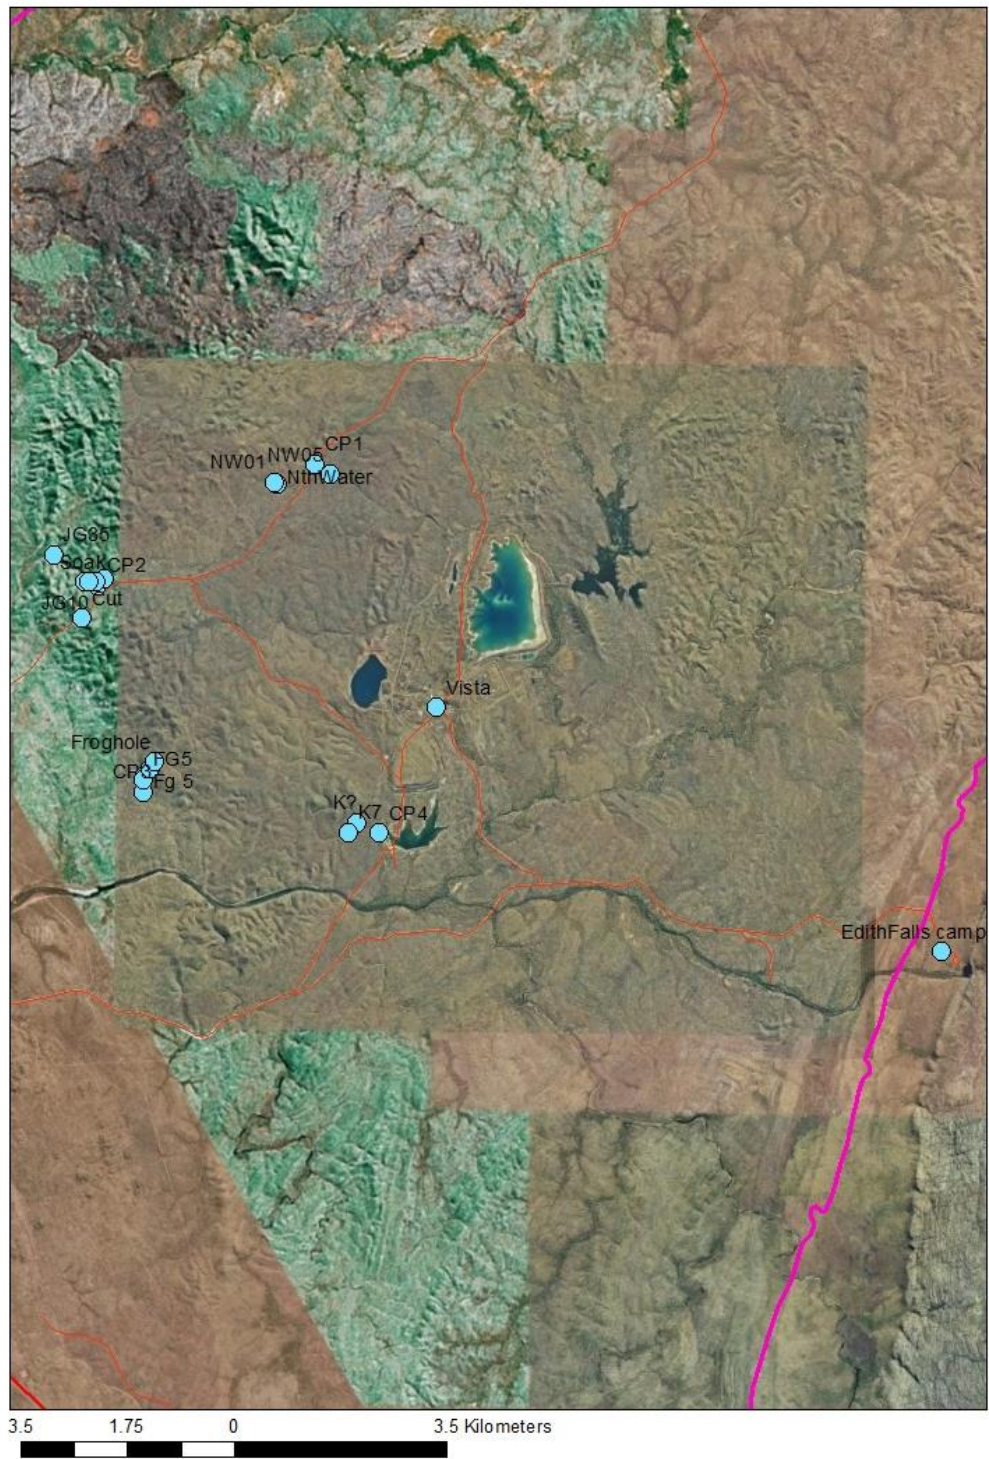 CP1
NW05
NW01
NthWater
JG85
Soak
CP2
Cut
JG10
Vista
Froghole
FG5
CP3
Fg 5
K?
K7
CP4
EdithFalls camp
3.5 1.75 0 3.5 Kilometers